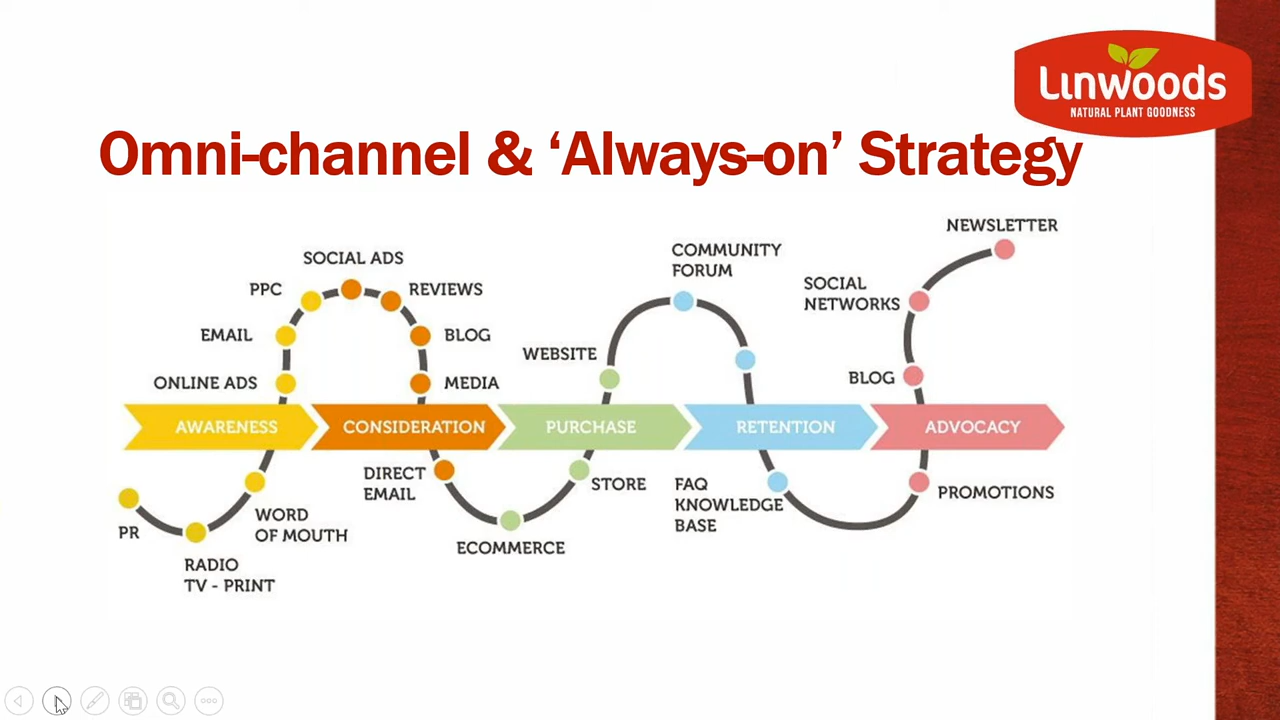 Linwoods
NATURAL PLANT GOODNESS
Omni-channel & ‘Always-on’ Strategy
NEWSLETTER
COMMUNITY
FORUM
SOCIAL ADS
SOCIAL
NETWORKS
PPC
REVIEWS
EMAIL
BLOG
WEBSITE
ONLINE ADS
MEDIA
BLOG
AWARENESS
CONSIDERATION
PURCHASE
RETENTION
ADVOCACY
DIRECT
EMAIL
STORE
FAQ
KNOWLEDGE
BASE
PROMOTIONS
PR
WORD
OF MOUTH
ECOMMERCE
RADIO
TV - PRINT